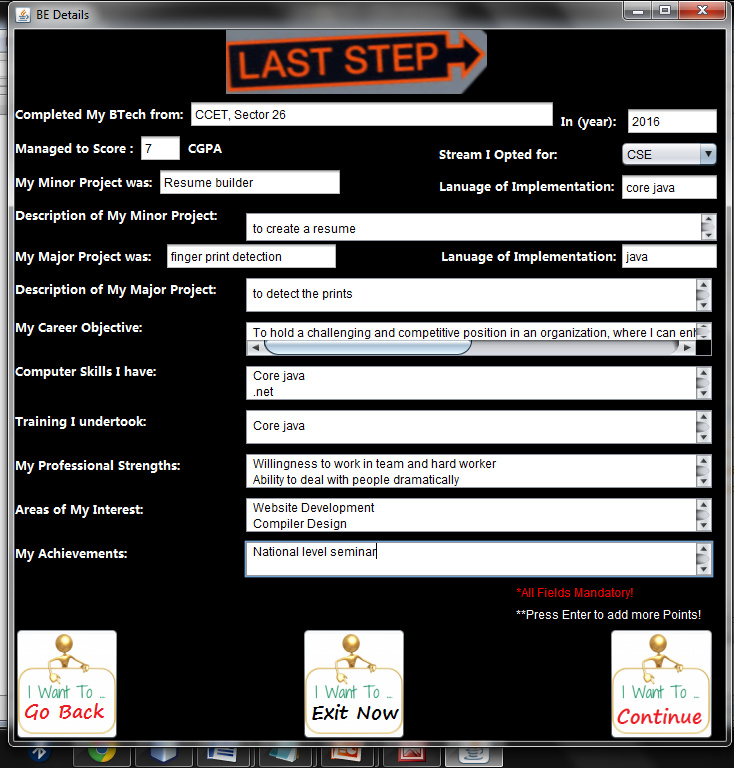 BE Details
LAST STEP
Completed My BTech from: CCET, Sector 26 In (year): 2016
Managed to Score : 7 CGPA Stream I Opted for: CSE
My Minor Project was: Resume builder Lanuage of Implementation: core java
Description of My Minor Project: to create a resume
My Major Project was: finger print detection Lanuage of Implementation: java
Description of My Major Project: to detect the prints
My Career Objective: To hold a challenging and competitive position in an organization, where I can
Computer Skills I have: Core java
.net
Training I undertook: Core java
My Professional Strengths: Willingness to work in team and hard worker
Ability to deal with people dramatically
Areas of My Interest: Website Development
Compiler Design
My Achievements: National level seminar
*All Fields Mandatory!
**Press Enter to add more Points!
I Want To ..
Go Back
I Want To ...
Exit Now
I Want To ...
Continue